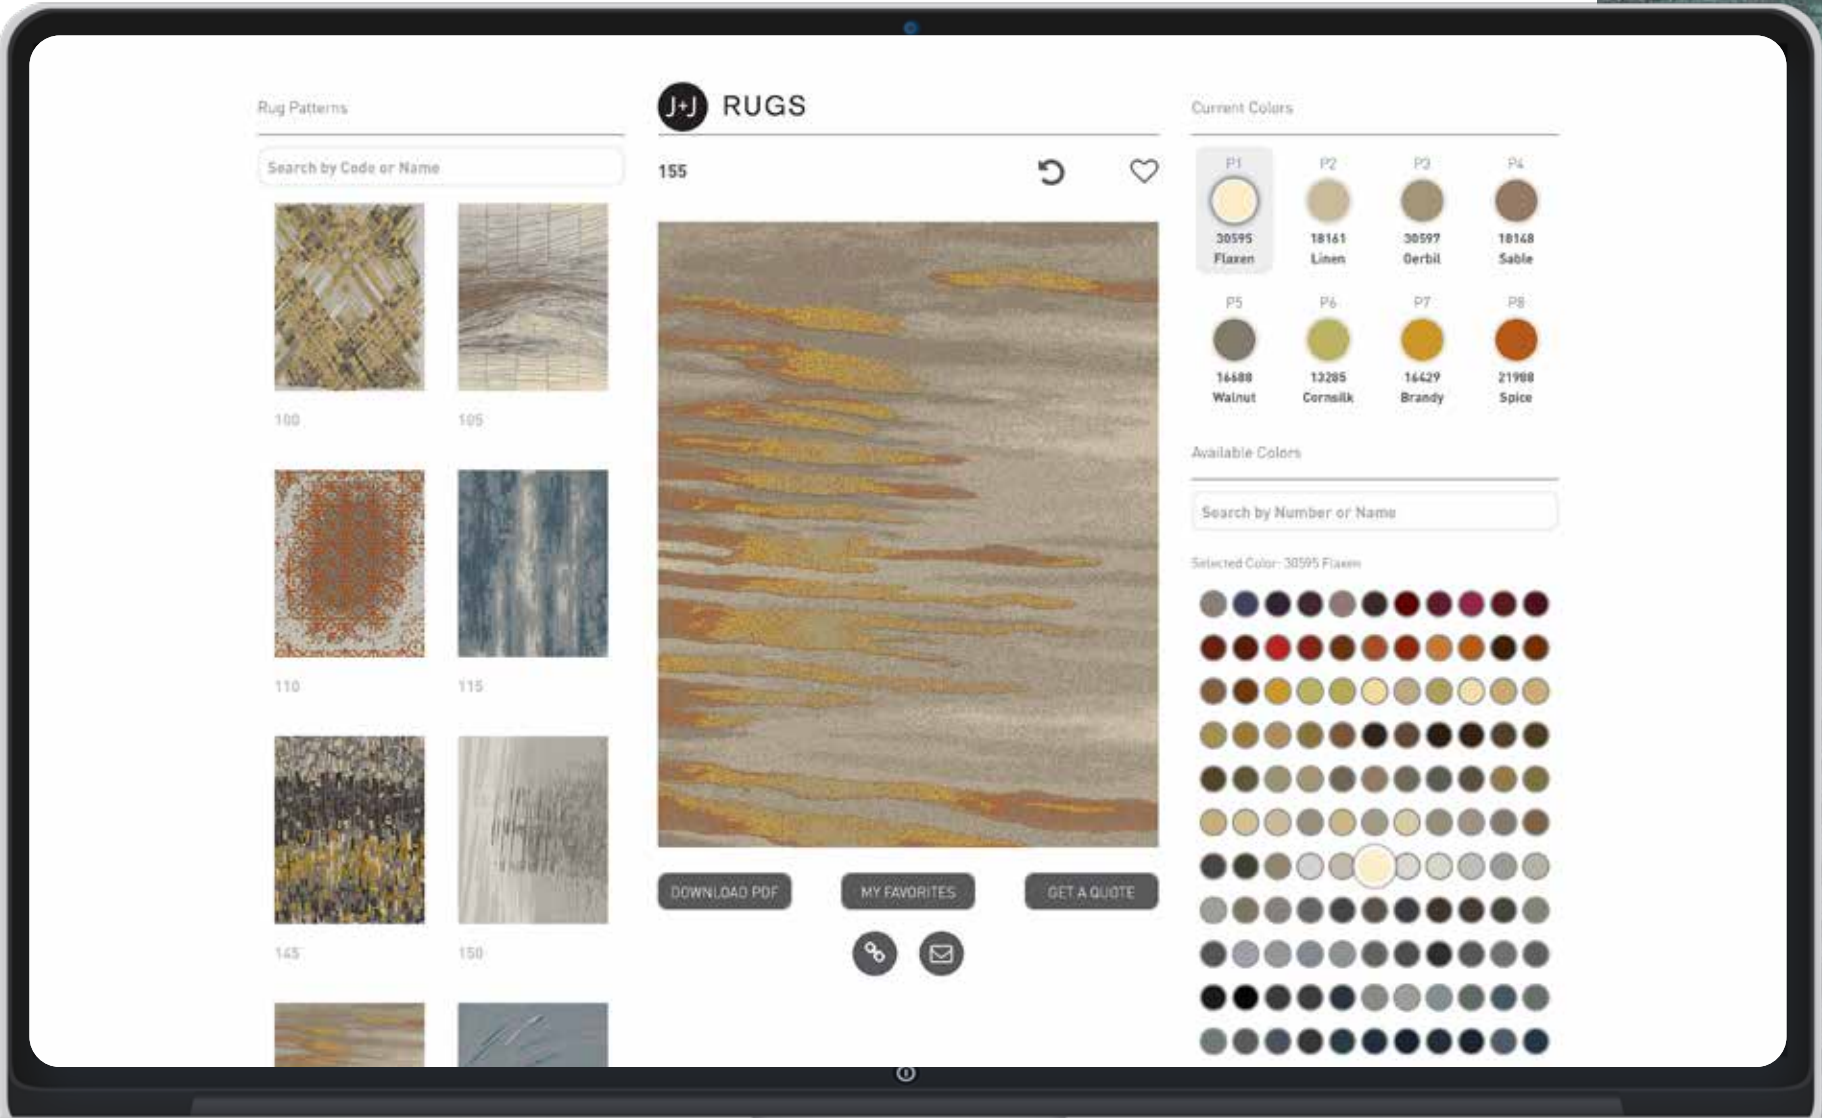 Rug Patterns
Search by Code or Name
100
105
110
115
145
150
J+J RUGS
155
DOWNLOAD PDF
MY FAVORITES
GET A QUOTE
Current Colors
P1 P2 P3 P4
30595 18161 30597 18148
Flaxen Linen Gerbil Sable
P5 P6 P7 P8
16688 13285 16429 21988
Walnut Cornsilk Brandy Spice
Available Colors
Search by Number or Name
Selected Color: 30595 Flaxen